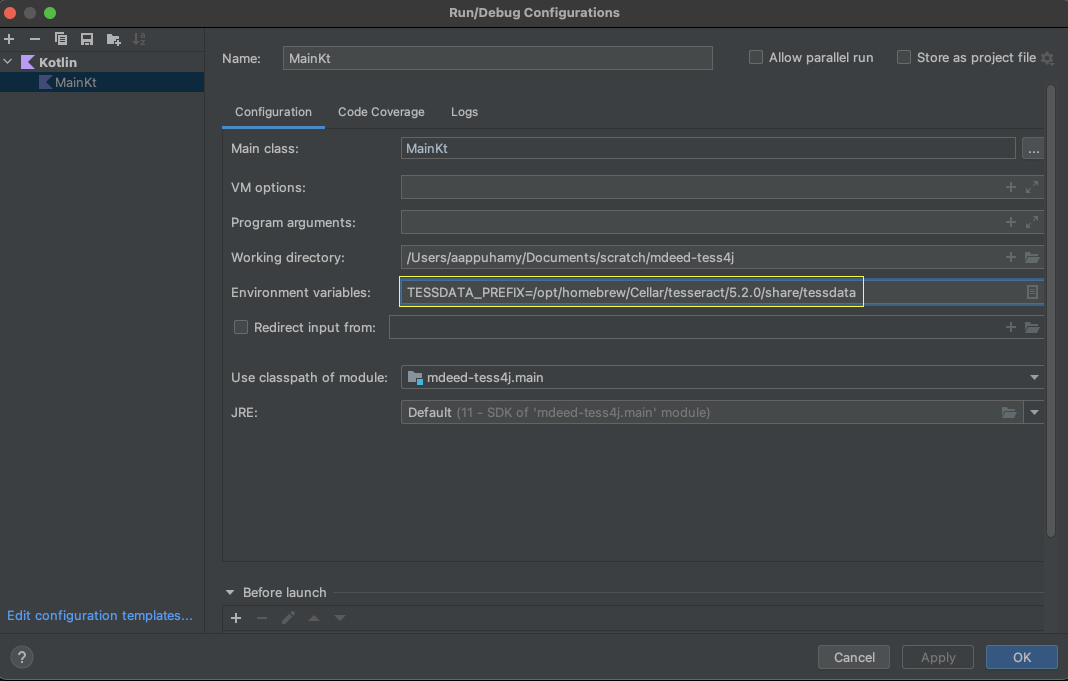 Run/Debug Configurations
Kotlin
MainKt
Edit configuration templates...
Name: MainKt Allow parallel run Store as project file
Configuration Code Coverage Logs
Main class: MainKt ...
VM options:
Program arguments:
Working directory: /Users/aappuhamy/Documents/scratch/mdeed-tess4j
Environment variables: TESSDATA_PREFIX=/opt/homebrew/Cellar/tesseract/5.2.0/share/tessdata
Redirect input from:
Use classpath of module: mdeed-tess4j.main
JRE: Default (11 - SDK of 'mdeed-tess4j.main' module)
Before launch
? Cancel Apply OK